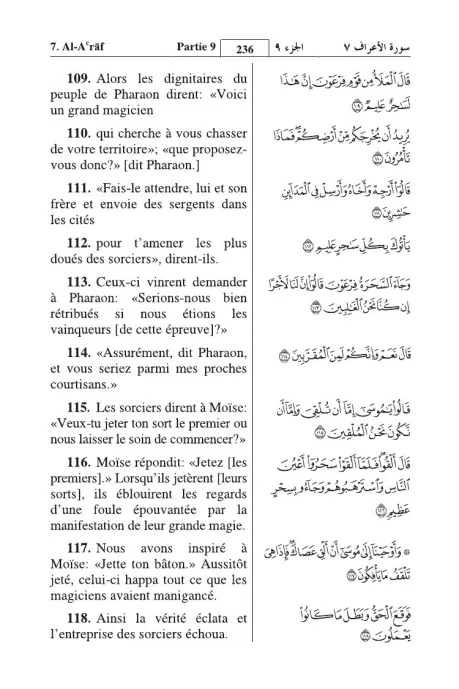 7. Al-Aᶜrāf Partie 9 236 الجزء ٩ سورة الأعراف ٧
109. Alors les dignitaires du
peuple de Pharaon dirent: «Voici
un grand magicien
قَالَ ٱلْمَلَأُ مِن قَوْمِ فِرْعَوْنَ إِنَّ هَـٰذَا
لَسَـٰحِرٌ عَلِيمٌ ١٠٩
110. qui cherche à vous chasser
de votre territoire»; «que proposez-
vous donc?» [dit Pharaon.]
يُرِيدُ أَن يُخْرِجَكُم مِّنْ أَرْضِكُمْ ۖ فَمَاذَا
تَأْمُرُونَ ١١٠
111. «Fais-le attendre, lui et son
frère et envoie des sergents dans
les cités
قَالُوٓا۟ أَرْجِهْ وَأَخَاهُ وَأَرْسِلْ فِى ٱلْمَدَآئِنِ
حَـٰشِرِينَ ١١١
112. pour t’amener les plus
doués des sorciers», dirent-ils.
يَأْتُوكَ بِكُلِّ سَـٰحِرٍ عَلِيمٍ ١١٢
113. Ceux-ci vinrent demander
à Pharaon: «Serions-nous bien
rétribués si nous étions les
vainqueurs [de cette épreuve]?»
وَجَآءَ ٱلسَّحَرَةُ فِرْعَوْنَ قَالُوٓا۟ إِنَّ لَنَا لَأَجْرًا
إِن كُنَّا نَحْنُ ٱلْغَـٰلِبِينَ ١١٣
114. «Assurément, dit Pharaon,
et vous seriez parmi mes proches
courtisans.»
قَالَ نَعَمْ وَإِنَّكُمْ لَمِنَ ٱلْمُقَرَّبِينَ ١١٤
115. Les sorciers dirent à Moïse:
«Veux-tu jeter ton sort le premier ou
nous laisser le soin de commencer?»
قَالُوا۟ يَـٰمُوسَىٰٓ إِمَّآ أَن تُلْقِىَ وَإِمَّآ أَن
نَّكُونَ نَحْنُ ٱلْمُلْقِينَ ١١٥
116. Moïse répondit: «Jetez [les
premiers].» Lorsqu’ils jetèrent [leurs
sorts], ils éblouirent les regards
d’une foule épouvantée par la
manifestation de leur grande magie.
قَالَ أَلْقُوا۟ ۖ فَلَمَّآ أَلْقَوْا۟ سَحَرُوٓا۟ أَعْيُنَ
ٱلنَّاسِ وَٱسْتَرْهَبُوهُمْ وَجَآءُو بِسِحْرٍ
عَظِيمٍ ١١٦
117. Nous avons inspiré à
Moïse: «Jette ton bâton.» Aussitôt
jeté, celui-ci happa tout ce que les
magiciens avaient manigancé.
۞ وَأَوْحَيْنَآ إِلَىٰ مُوسَىٰٓ أَنْ أَلْقِ عَصَاكَ ۖ فَإِذَا هِىَ
تَلْقَفُ مَا يَأْفِكُونَ ١١٧
118. Ainsi la vérité éclata et
l’entreprise des sorciers échoua.
فَوَقَعَ ٱلْحَقُّ وَبَطَلَ مَا كَانُوا۟
يَعْمَلُونَ ١١٨